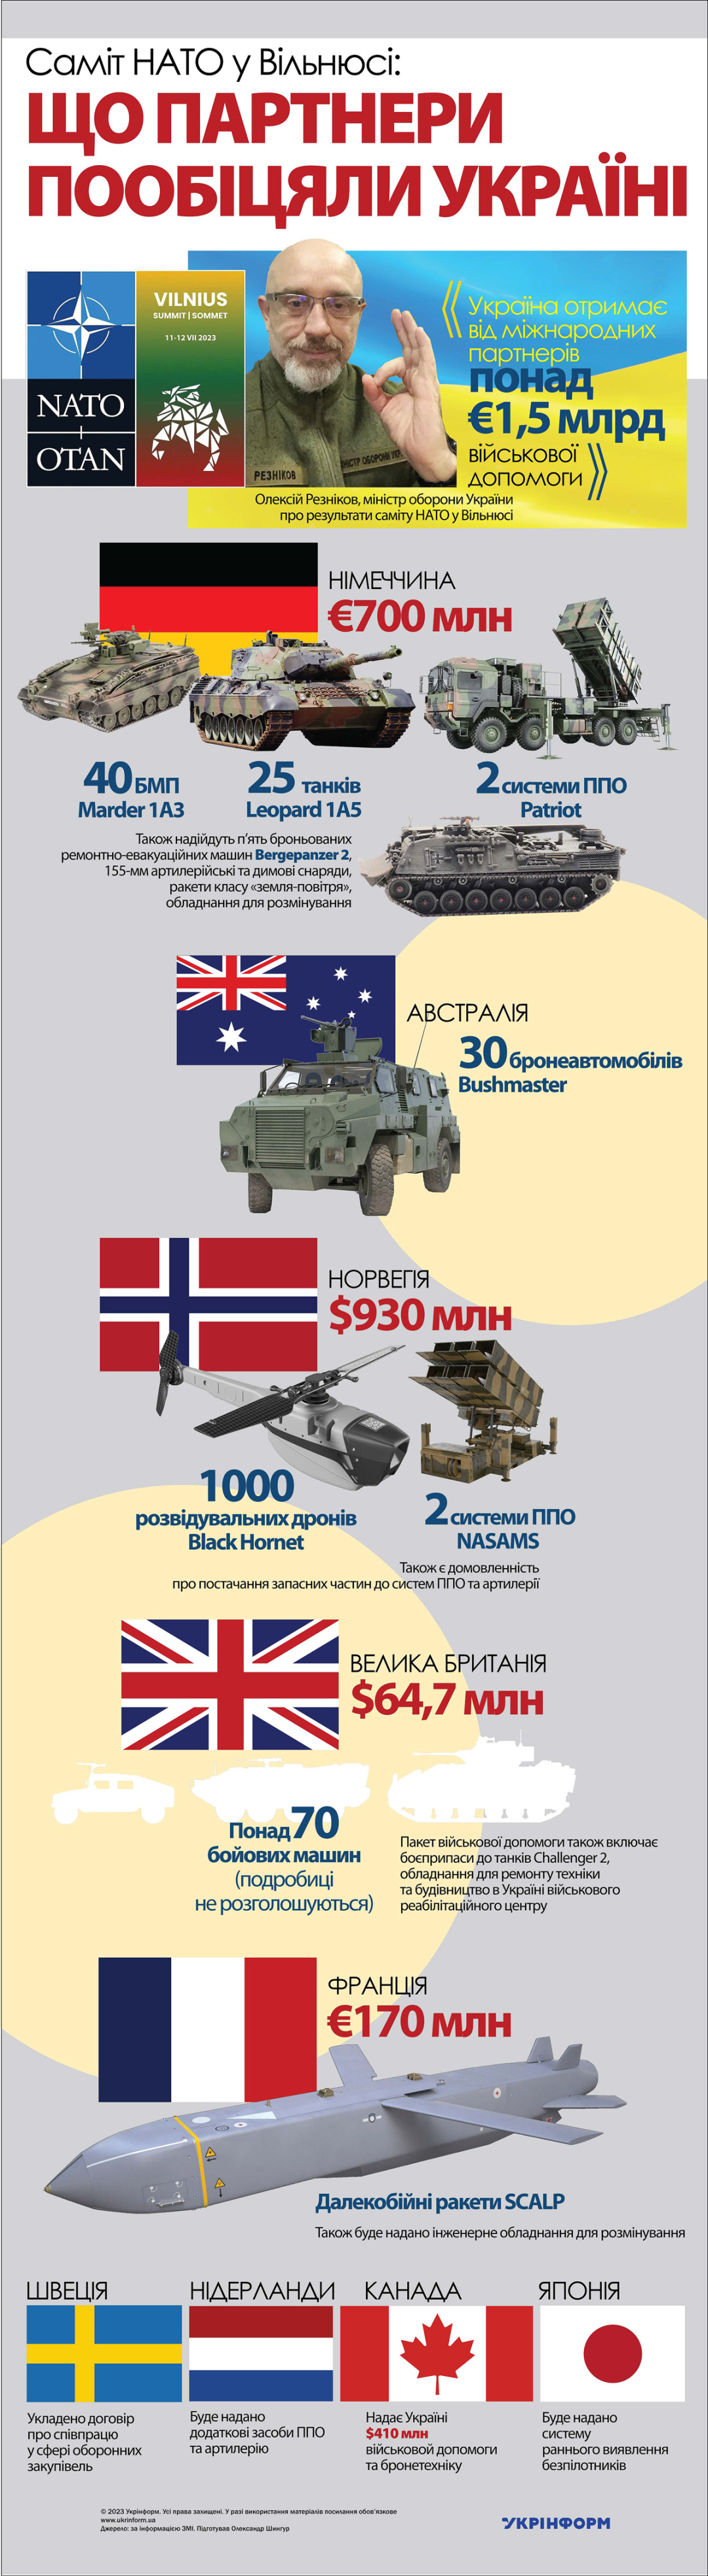 Саміт НАТО у Вільнюсі:
ЩО ПАРТНЕРИ
ПООБІЦЯЛИ УКРАЇНІ
NATO
OTAN
VILNIUS
SUMMIT | SOMMET
11-12 VII 2023
РЕЗНІКОВ
МІНІСТР ОБОРОНИ
« Україна отримає
від міжнародних
партнерів
понад
€1,5 млрд
ВІЙСЬКОВОЇ
ДОПОМОГИ »
Олексій Резніков, міністр оборони України
про результати саміту НАТО у Вільнюсі
НІМЕЧЧИНА
€700 МЛН
40 БМП
Marder 1A3
25 танків
Leopard 1A5
2 системи ППО
Patriot
Також надійдуть п'ять броньованих
ремонтно-евакуаційних машин Bergepanzer 2,
155-мм артилерійські та димові снаряди,
ракети класу «земля-повітря»,
обладнання для розмінування
АВСТРАЛІЯ
30 бронеавтомобілів
Bushmaster
НОРВЕГІЯ
$930 МЛН
1000
розвідувальних дронів
Black Hornet
2 системи ППО
NASAMS
Також є домовленність
про постачання запасних частин до систем ППО та артилерії
ВЕЛИКА БРИТАНІЯ
$64,7 МЛН
Понад 70
бойових машин
(подробиці
не розголошуються)
Пакет військової допомоги також включає
боєприпаси до танків Challenger 2,
обладнання для ремонту техніки
та будівництво в Україні військового
реабілітаційного центру
ФРАНЦІЯ
€170 МЛН
Далекобійні ракети SCALP
Також буде надано інженерне обладнання для розмінування
ШВЕЦІЯ
Укладено договір
про співпрацю
у сфері оборонних
закупівель
НІДЕРЛАНДИ
Буде надано
додаткові засоби ППО
та артилерію
КАНАДА
Надає Україні
$410 млн
військовой допомоги
та бронетехніку
ЯПОНІЯ
Буде надано
систему
раннього виявлення
безпілотників
© 2023 Укрінформ. Усі права захищені. У разі використання матеріалів посилання обов'язкове
www.ukrinform.ua
Джерело: за інформацією ЗМІ. Підготував Олександр Шингур
УКРІНФОРМ